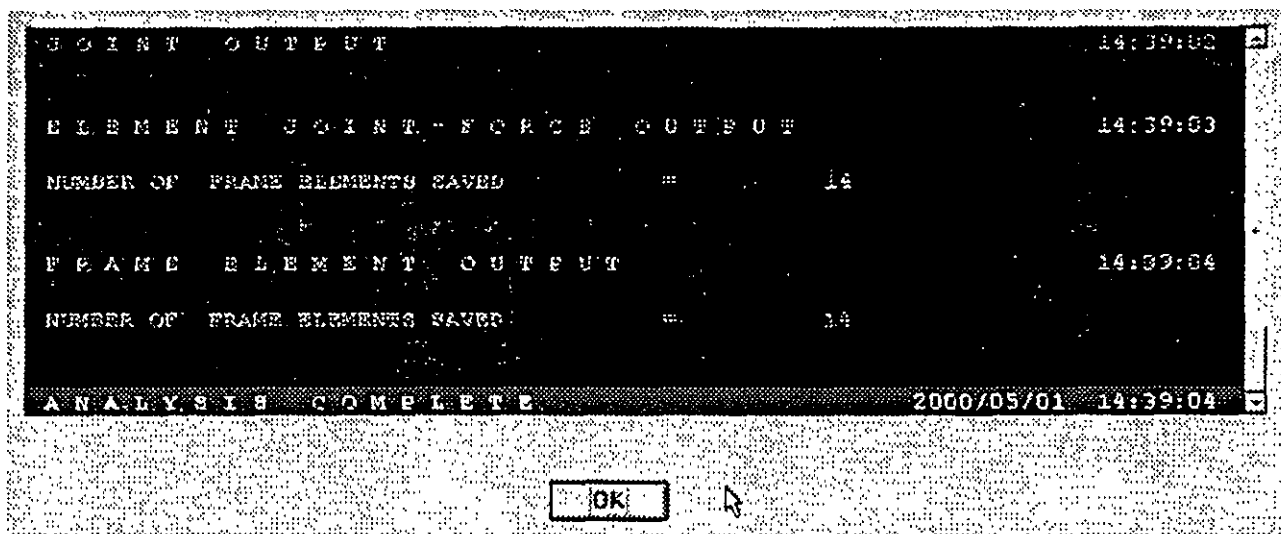 J O I N T   O U T P U T   14:39:02
E L E M E N T   J O I N T - F O R C E   O U T P U T   14:39:03
NUMBER OF FRAME ELEMENTS SAVED = 14
F R A M E   E L E M E N T   O U T P U T   14:39:04
NUMBER OF FRAME ELEMENTS SAVED = 14
A N A L Y S I S   C O M P L E T E   2000/05/01 14:39:04
OK